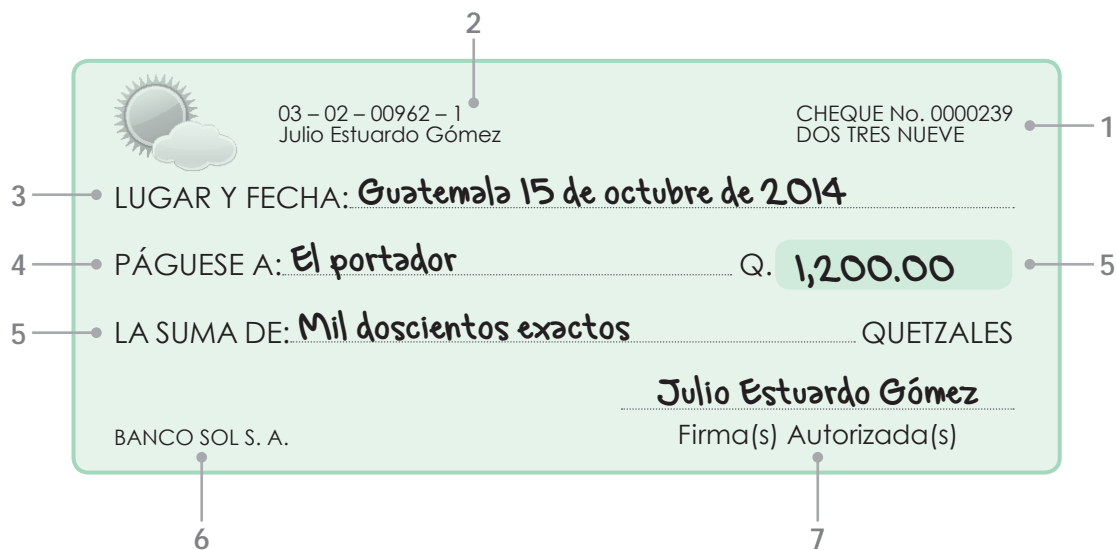 2
03 – 02 – 00962 – 1
Julio Estuardo Gómez
CHEQUE No. 0000239
DOS TRES NUEVE
1
3
LUGAR Y FECHA: Guatemala 15 de octubre de 2014
4
PÁGUESE A: El portador Q. 1,200.00
5
5
LA SUMA DE: Mil doscientos exactos QUETZALES
Julio Estuardo Gómez
BANCO SOL S. A.
Firma(s) Autorizada(s)
6
7